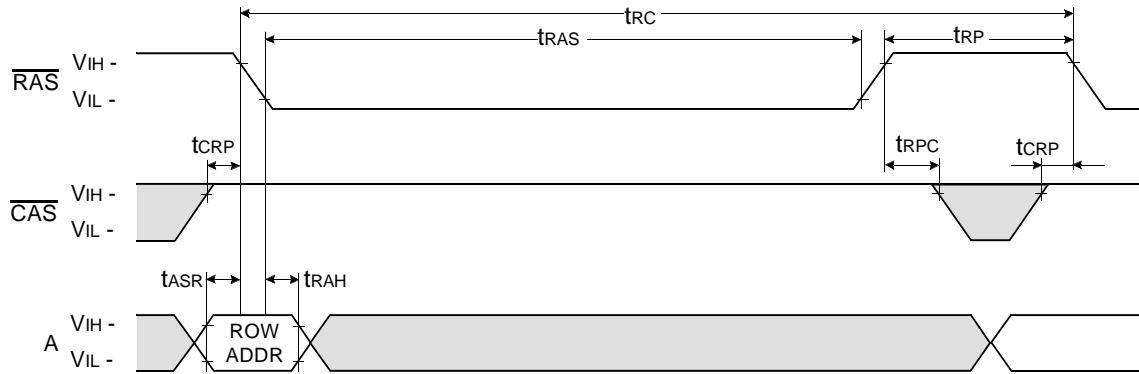 tRC
tRAS
tRP
RAS
VIH -
VIL -
tCRP
tRPC
tCRP
CAS
VIH -
VIL -
tASR
tRAH
A
VIH -
VIL -
ROW
ADDR